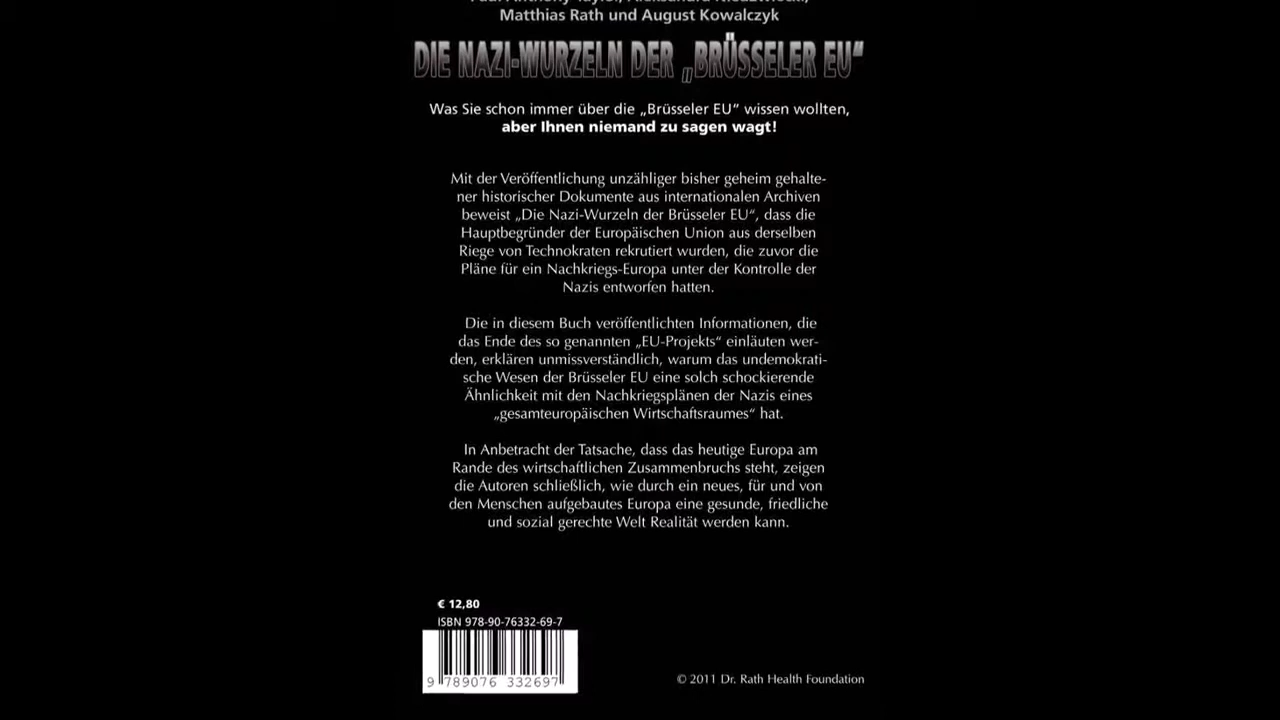 Matthias Rath und August Kowalczyk
DIE NAZI-WURZELN DER „BRÜSSELER EU“
Was Sie schon immer über die „Brüsseler EU“ wissen wollten,
aber Ihnen niemand zu sagen wagt!
Mit der Veröffentlichung unzähliger bisher geheim gehalte-
ner historischer Dokumente aus internationalen Archiven
beweist „Die Nazi-Wurzeln der Brüsseler EU“, dass die
Hauptbegründer der Europäischen Union aus derselben
Riege von Technokraten rekrutiert wurden, die zuvor die
Pläne für ein Nachkriegs-Europa unter der Kontrolle der
Nazis entworfen hatten.
Die in diesem Buch veröffentlichten Informationen, die
das Ende des so genannten „EU-Projekts“ einläuten wer-
den, erklären unmissverständlich, warum das undemokrati-
sche Wesen der Brüsseler EU eine solch schockierende
Ähnlichkeit mit den Nachkriegsplänen der Nazis eines
„gesamteuropäischen Wirtschaftsraumes“ hat.
In Anbetracht der Tatsache, dass das heutige Europa am
Rande des wirtschaftlichen Zusammenbruchs steht, zeigen
die Autoren schließlich, wie durch ein neues, für und von
den Menschen aufgebautes Europa eine gesunde, friedliche
und sozial gerechte Welt Realität werden kann.
€ 12,80
ISBN 978-90-76332-69-7
9 789076 332697
© 2011 Dr. Rath Health Foundation